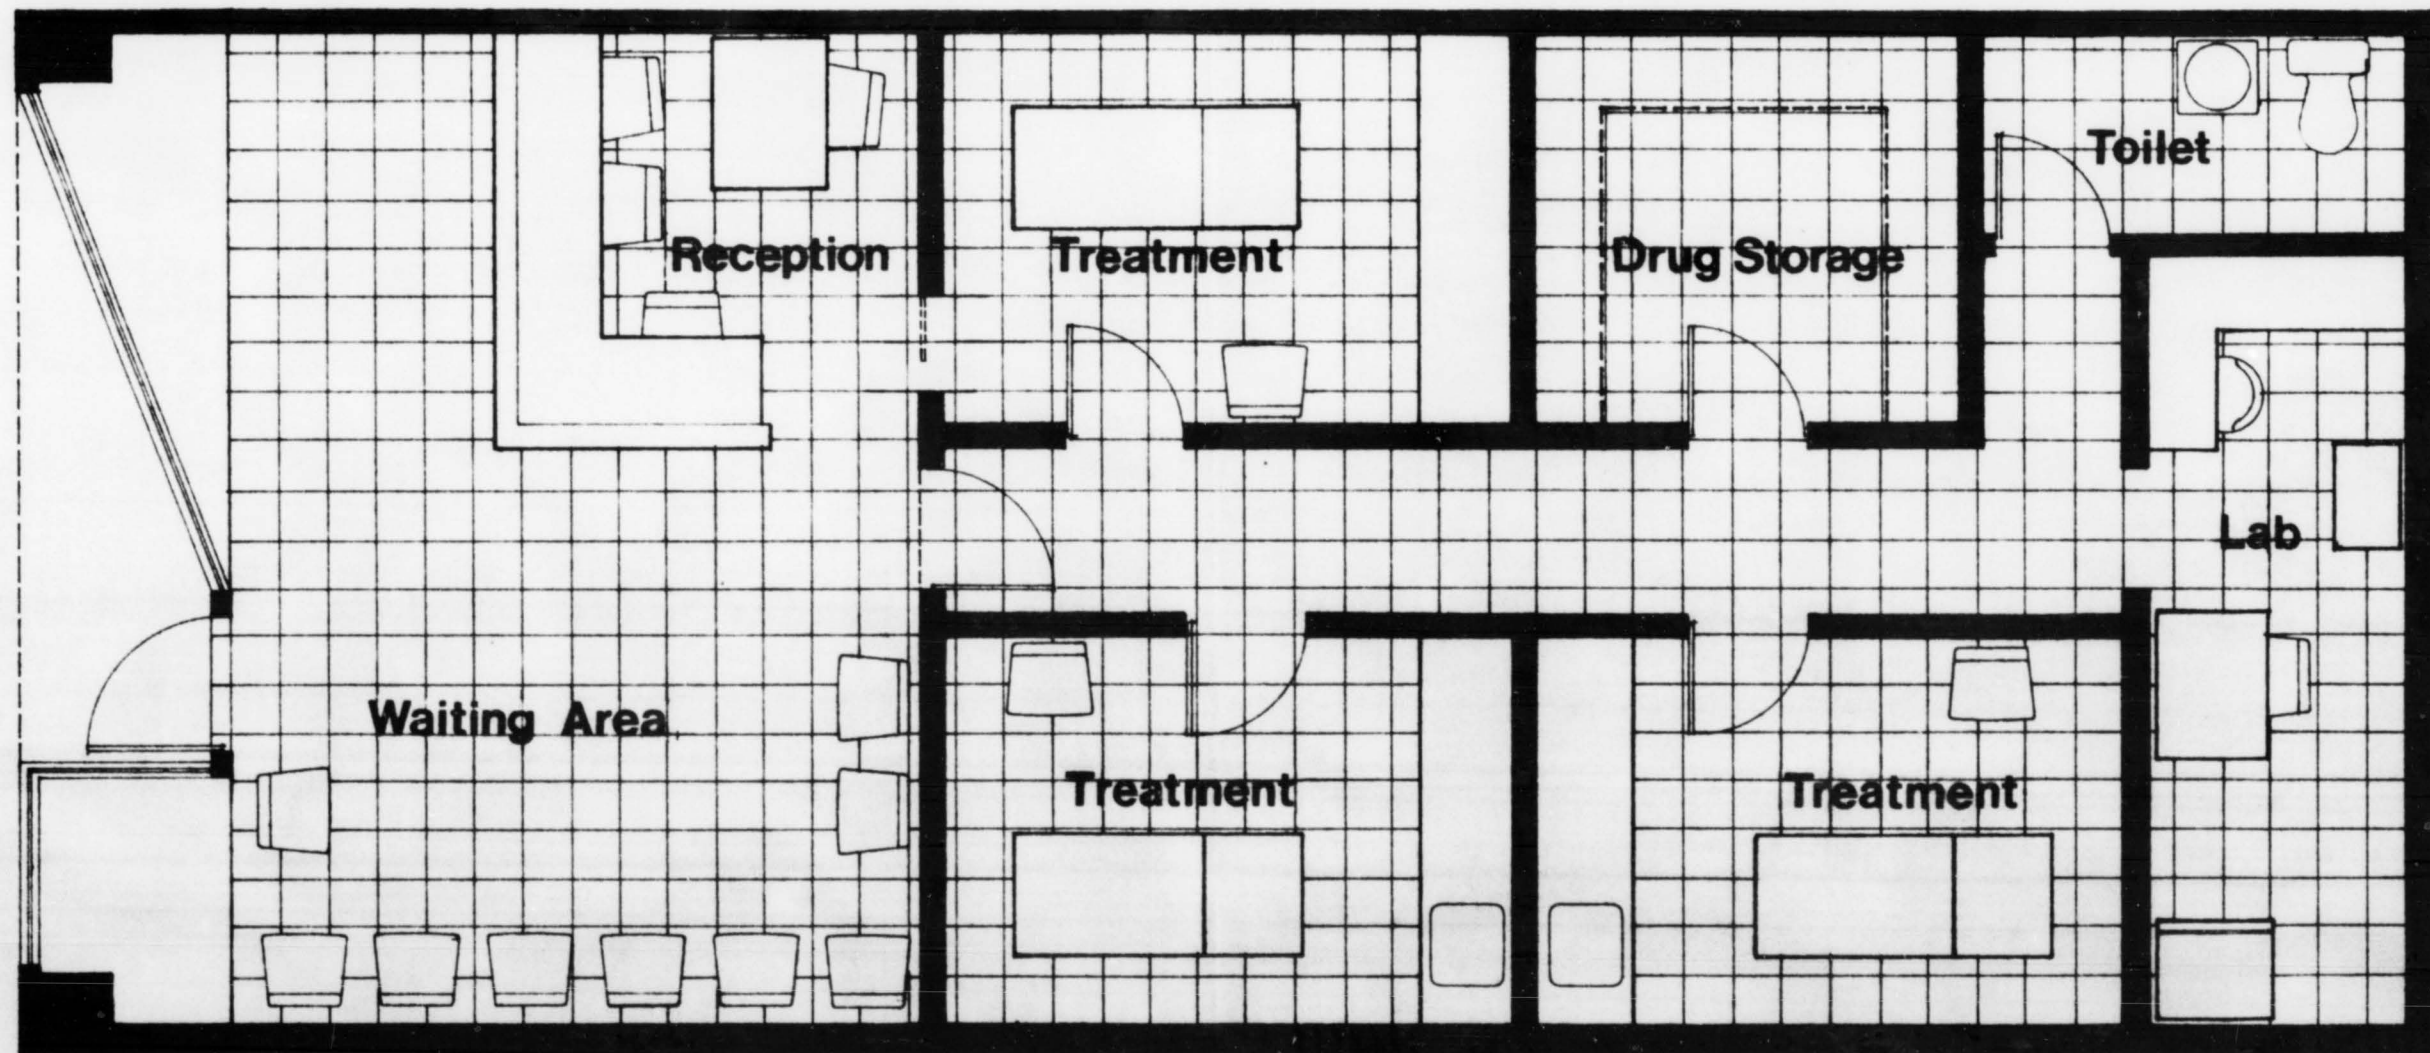 Toilet
Reception
Treatment
Drug Storage
Lab
Waiting Area
Treatment
Treatment